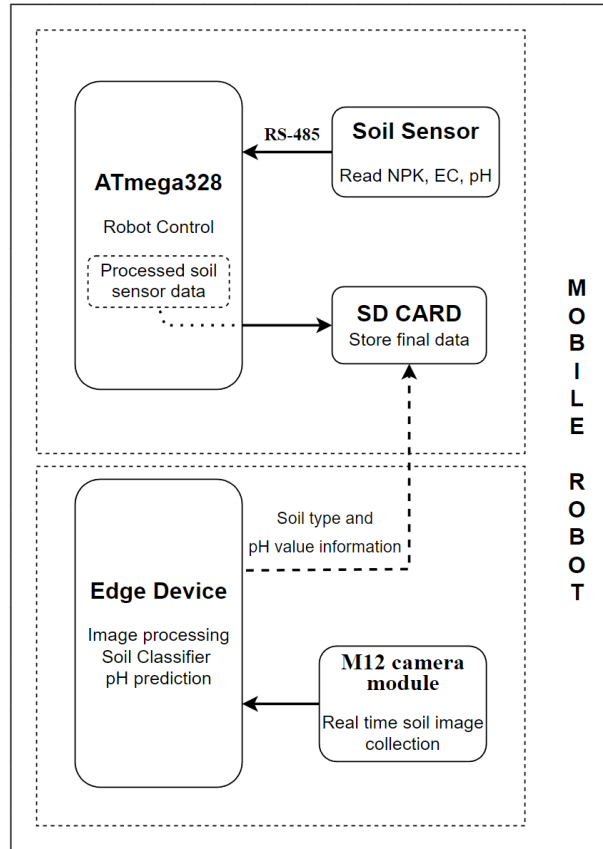 ATmega328
Robot Control
Processed soil
sensor data
RS-485
Soil Sensor
Read NPK, EC, pH
SD CARD
Store final data
Soil type and
pH value information
Edge Device
Image processing
Soil Classifier
pH prediction
M12 camera
module
Real time soil image
collection
M
O
B
I
L
E
R
O
B
O
T